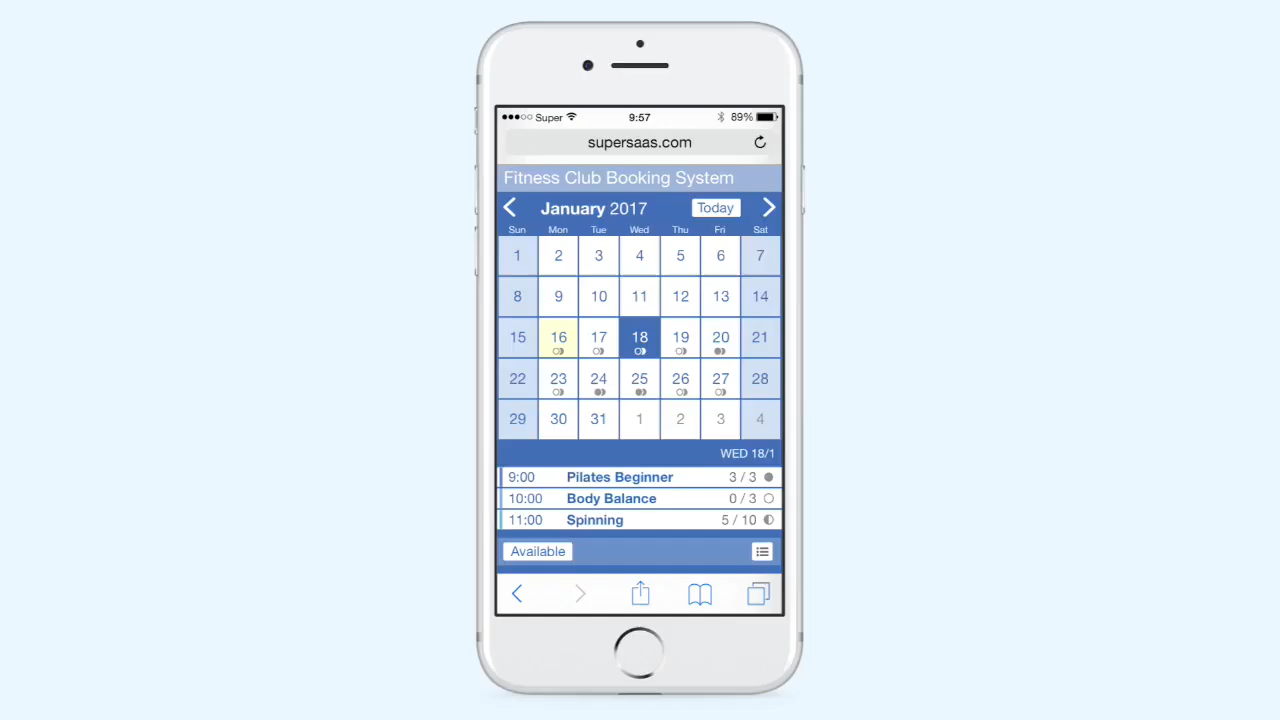 Super 9:57 89%
supersaas.com
Fitness Club Booking System
January 2017 Today
Sun Mon Tue Wed Thu Fri Sat
1 2 3 4 5 6 7
8 9 10 11 12 13 14
15 16 17 18 19 20 21
22 23 24 25 26 27 28
29 30 31 1 2 3 4
WED 18/1
9:00 Pilates Beginner 3 / 3
10:00 Body Balance 0 / 3
11:00 Spinning 5 / 10
Available